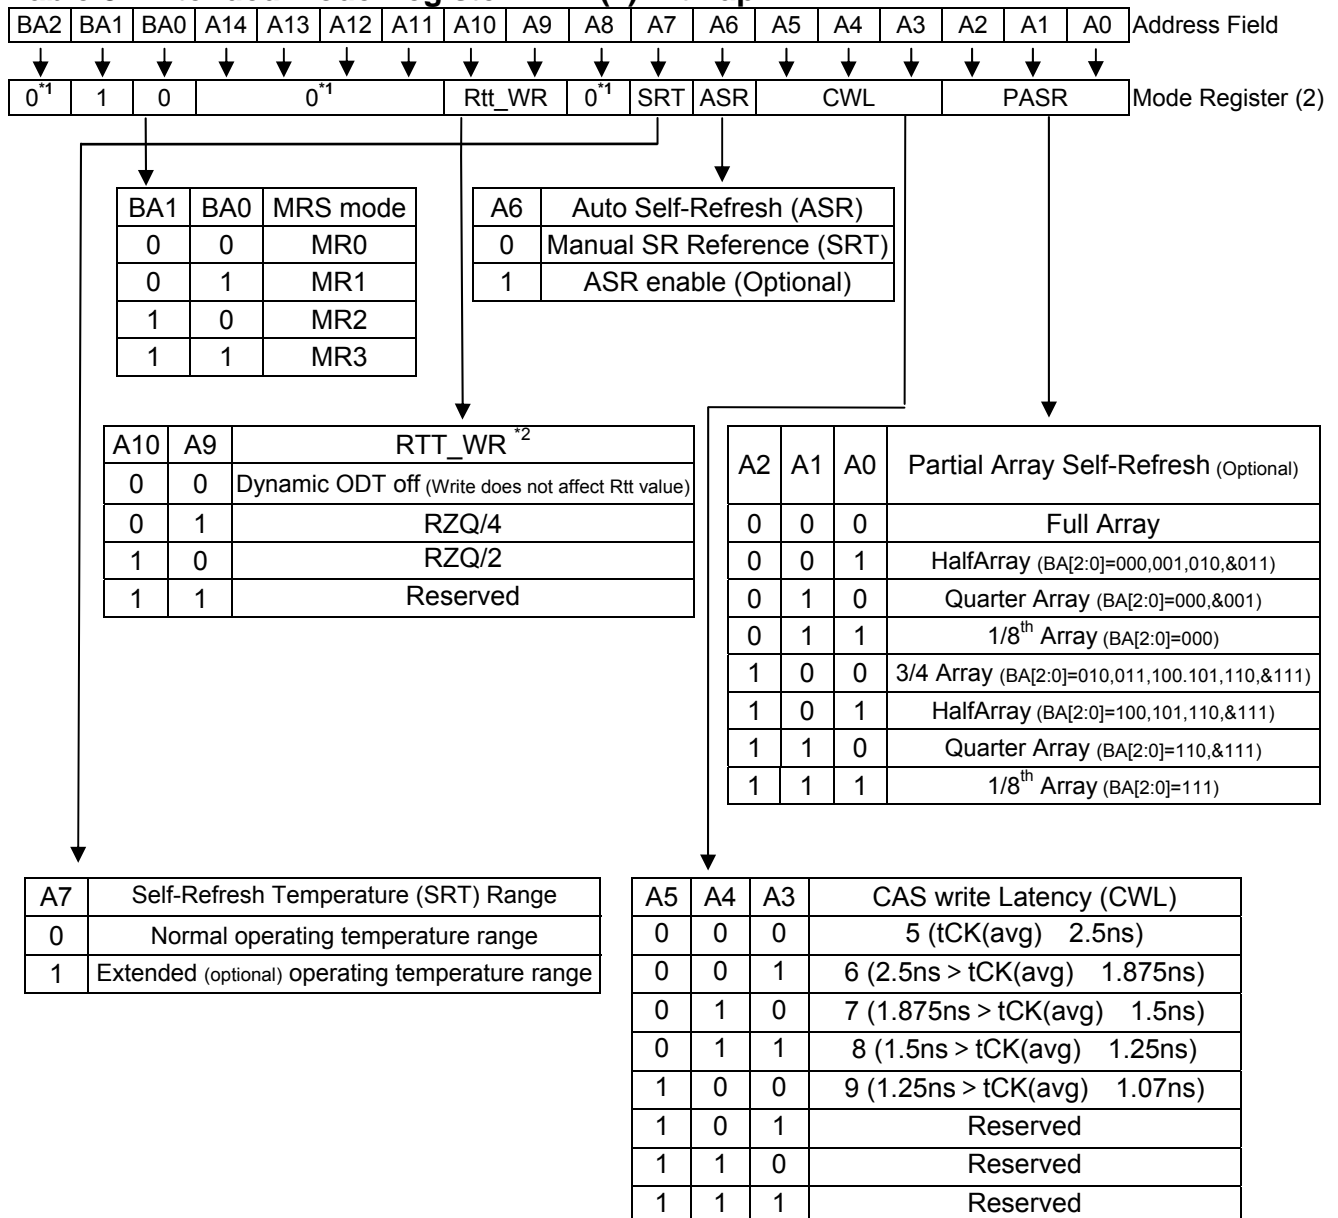 BA2 BA1 BA0 A14 A13 A12 A11 A10 A9 A8 A7 A6 A5 A4 A3 A2 A1 A0 Address Field
0*1 1 0 0*1 Rtt_WR 0*1 SRT ASR CWL PASR Mode Register (2)
BA1 BA0 MRS mode
0 0 MR0
0 1 MR1
1 0 MR2
1 1 MR3
A6 Auto Self-Refresh (ASR)
0 Manual SR Reference (SRT)
1 ASR enable (Optional)
A10 A9 RTT_WR *2
0 0 Dynamic ODT off (Write does not affect Rtt value)
0 1 RZQ/4
1 0 RZQ/2
1 1 Reserved
A2 A1 A0 Partial Array Self-Refresh (Optional)
0 0 0 Full Array
0 0 1 HalfArray (BA[2:0]=000,001,010,&011)
0 1 0 Quarter Array (BA[2:0]=000,&001)
0 1 1 1/8th Array (BA[2:0]=000)
1 0 0 3/4 Array (BA[2:0]=010,011,100.101,110,&111)
1 0 1 HalfArray (BA[2:0]=100,101,110,&111)
1 1 0 Quarter Array (BA[2:0]=110,&111)
1 1 1 1/8th Array (BA[2:0]=111)
A7 Self-Refresh Temperature (SRT) Range
0 Normal operating temperature range
1 Extended (optional) operating temperature range
A5 A4 A3 CAS write Latency (CWL)
0 0 0 5 (tCK(avg) 2.5ns)
0 0 1 6 (2.5ns > tCK(avg) 1.875ns)
0 1 0 7 (1.875ns > tCK(avg) 1.5ns)
0 1 1 8 (1.5ns > tCK(avg) 1.25ns)
1 0 0 9 (1.25ns > tCK(avg) 1.07ns)
1 0 1 Reserved
1 1 0 Reserved
1 1 1 Reserved